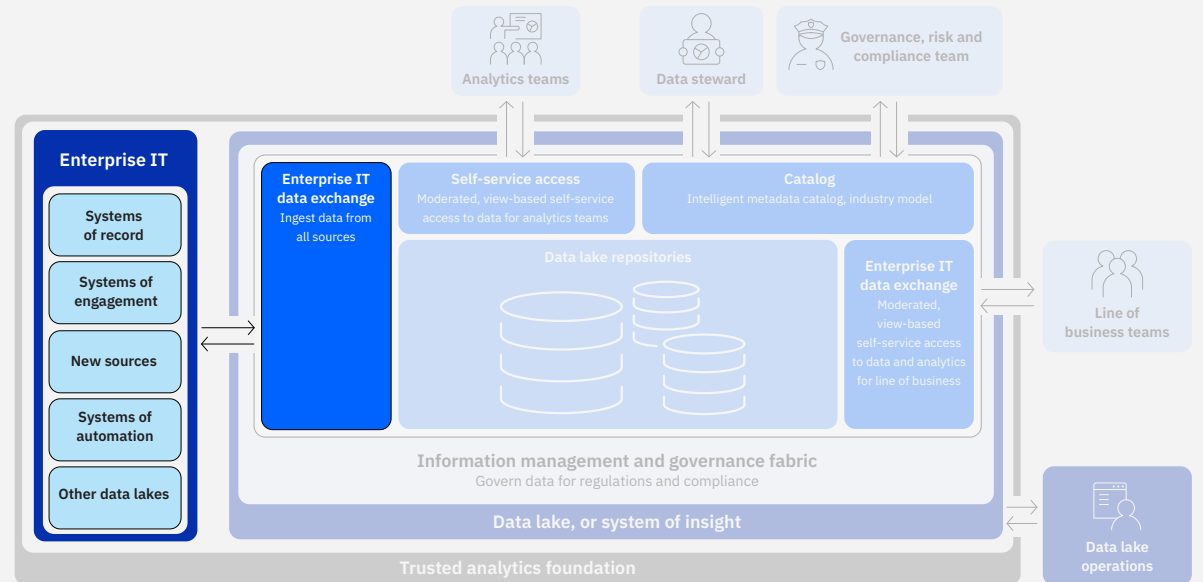 Analytics teams
Data steward
Governance, risk and
compliance team
Enterprise IT
Systems
of record
Systems of
engagement
New sources
Systems of
automation
Other data lakes
Enterprise IT
data exchange
Ingest data from
all sources
Self-service access
Moderated, view-based self-service
access to data for analytics teams
Catalog
Intelligent metadata catalog, industry model
Data lake repositories
Enterprise IT
data exchange
Moderated,
view-based
self-service access
to data and analytics
for line of business
Line of
business teams
Information management and governance fabric
Govern data for regulations and compliance
Data lake, or system of insight
Data lake
operations
Trusted analytics foundation